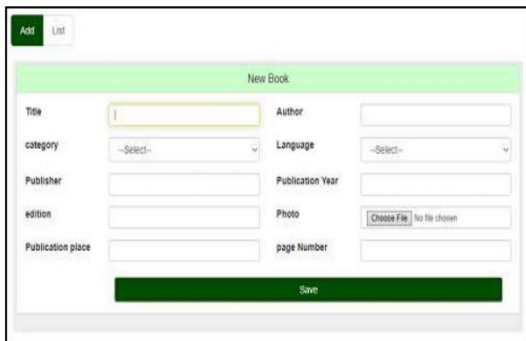 Add List
New Book
Title Author
category --Select-- Language --Select--
Publisher Publication Year
edition Photo Choose File No file chosen
Publication place page Number
Save